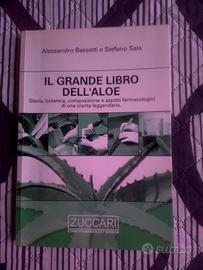 Alessandro Bassetti e Stefano Sala
IL GRANDE LIBRO
DELL'ALOE
Storia, botanica, composizione e aspetti farmacologici
di una pianta leggendaria.
ZUCCARI
subito